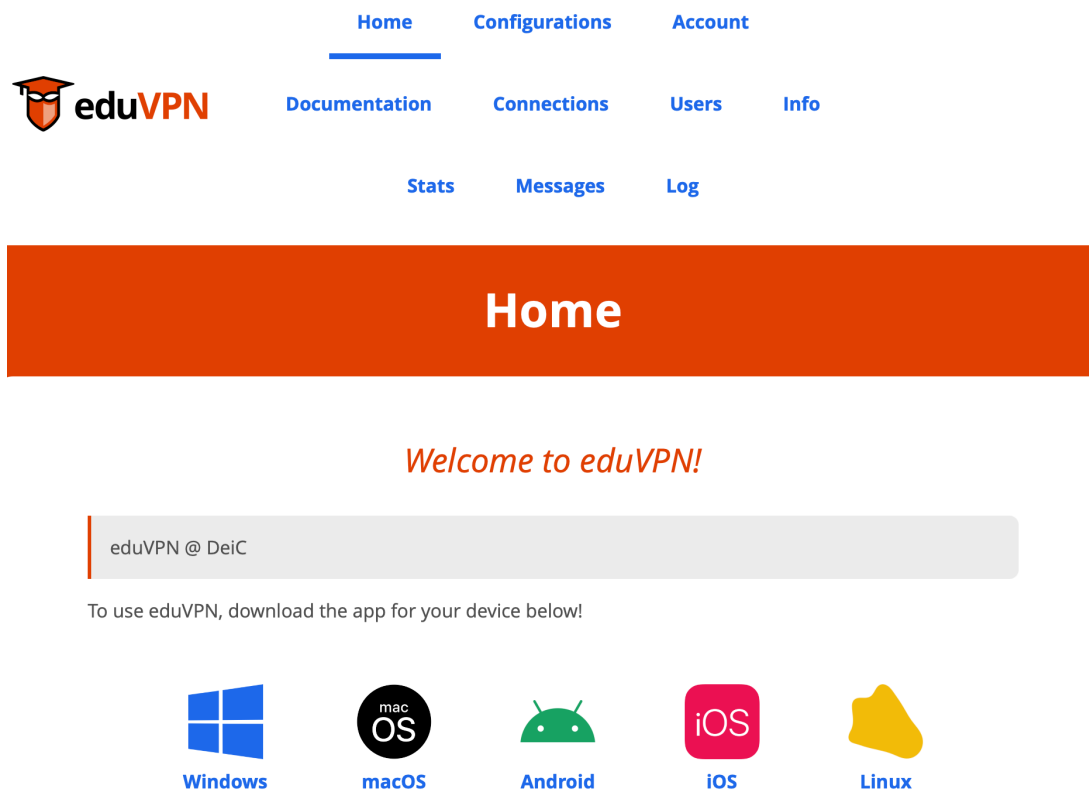 Home Configurations Account
eduVPN
Documentation Connections Users Info
Stats Messages Log
Home
Welcome to eduVPN!
eduVPN @ DeiC
To use eduVPN, download the app for your device below!
mac
OS
iOS
Windows macOS Android iOS Linux